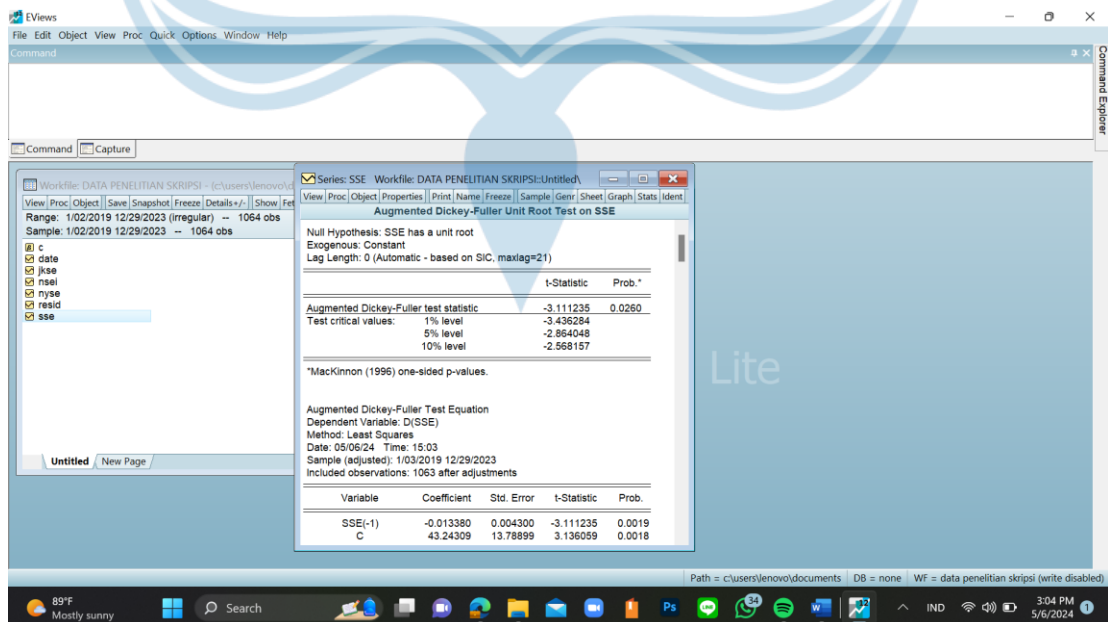 EViews
File Edit Object View Proc Quick Options Window Help
Command
Command Explorer
Command Capture
Workfile: DATA PENELITIAN SKRIPSI - (c:\users\lenovo\d
View Proc Object Save Snapshot Freeze Details+/- Show Fet
Range: 1/02/2019 12/29/2023 (irregular) -- 1064 obs
Sample: 1/02/2019 12/29/2023 -- 1064 obs
c
date
jkse
nsei
nyse
resid
sse
Untitled New Page
Series: SSE Workfile: DATA PENELITIAN SKRIPSI::Untitled\
View Proc Object Properties Print Name Freeze Sample Genr Sheet Graph Stats Ident
Augmented Dickey-Fuller Unit Root Test on SSE
Null Hypothesis: SSE has a unit root
Exogenous: Constant
Lag Length: 0 (Automatic - based on SIC, maxlag=21)
t-Statistic Prob.*
Augmented Dickey-Fuller test statistic -3.111235 0.0260
Test critical values: 1% level -3.436284
5% level -2.864048
10% level -2.568157
*MacKinnon (1996) one-sided p-values.
Augmented Dickey-Fuller Test Equation
Dependent Variable: D(SSE)
Method: Least Squares
Date: 05/06/24 Time: 15:03
Sample (adjusted): 1/03/2019 12/29/2023
Included observations: 1063 after adjustments
Variable Coefficient Std. Error t-Statistic Prob.
SSE(-1) -0.013380 0.004300 -3.111235 0.0019
C 43.24309 13.78899 3.136059 0.0018
Lite
Path = c:\users\lenovo\documents DB = none WF = data penelitian skripsi (write disabled)
89°F
Mostly sunny
Search
Ps
LINE
34
W
12
IND
3:04 PM
5/6/2024
1